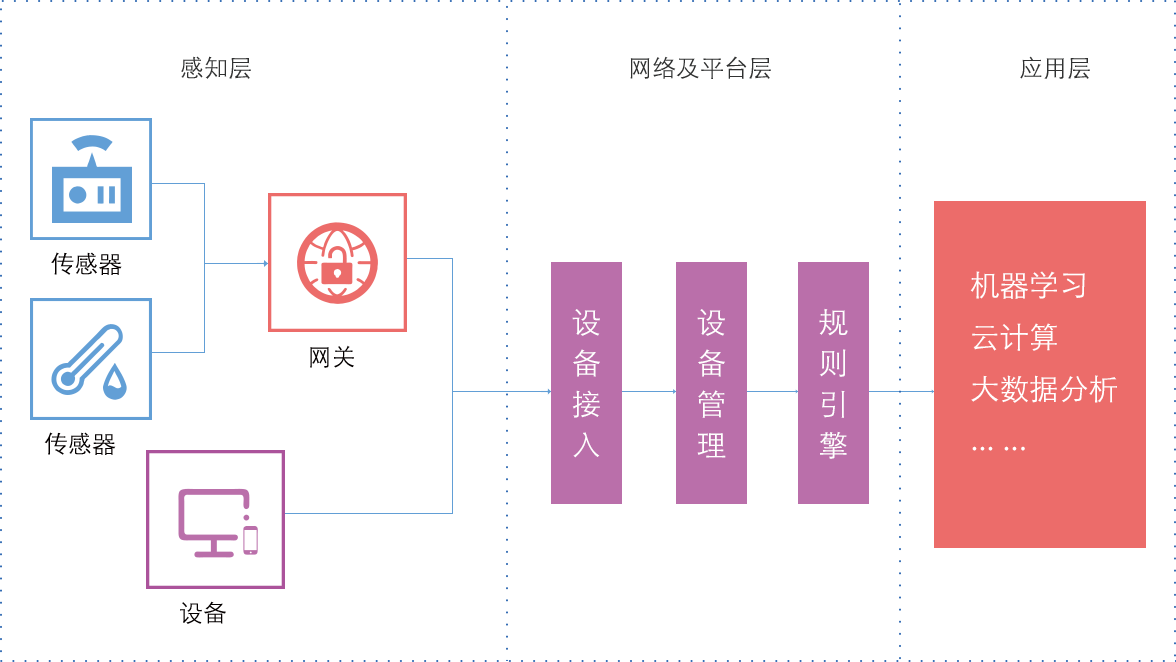 感知层
网络及平台层
应用层
传感器
传感器
网关
设备
设备接入
设备管理
规则引擎
机器学习
云计算
大数据分析
... ...